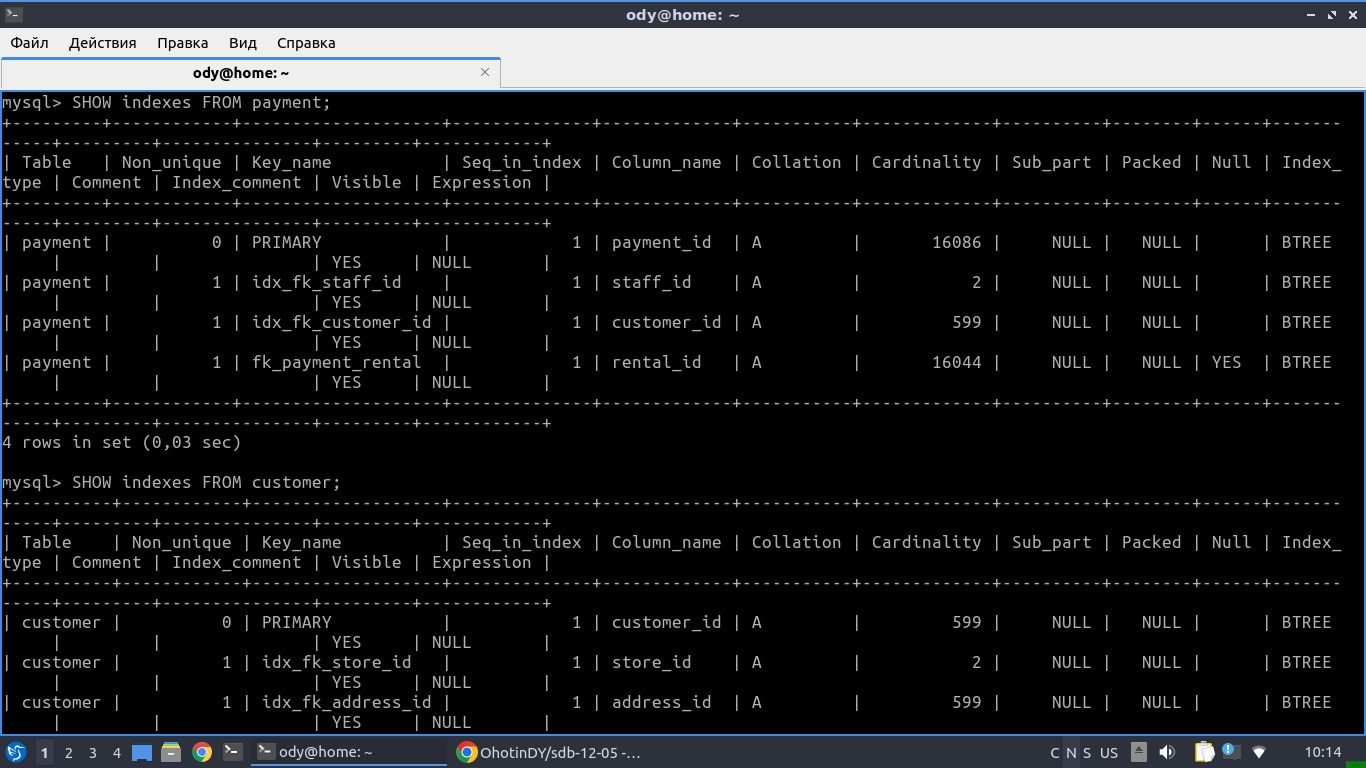 ody@home: ~
Файл Действия Правка Вид Справка
ody@home: ~
mysql> SHOW indexes FROM payment;
+---------+------------+--------------------+--------------+-------------+-----------+-------------+----------+--------+------+-------
-----+---------+---------------+---------+------------+
| Table   | Non_unique | Key_name           | Seq_in_index | Column_name | Collation | Cardinality | Sub_part | Packed | Null | Index_
type | Comment | Index_comment | Visible | Expression |
+---------+------------+--------------------+--------------+-------------+-----------+-------------+----------+--------+------+-------
-----+---------+---------------+---------+------------+
| payment |          0 | PRIMARY            |            1 | payment_id  | A         |       16086 |     NULL |   NULL |      | BTREE
     |         |               | YES     | NULL       |
| payment |          1 | idx_fk_staff_id    |            1 | staff_id    | A         |           2 |     NULL |   NULL |      | BTREE
     |         |               | YES     | NULL       |
| payment |          1 | idx_fk_customer_id |            1 | customer_id | A         |         599 |     NULL |   NULL |      | BTREE
     |         |               | YES     | NULL       |
| payment |          1 | fk_payment_rental  |            1 | rental_id   | A         |       16044 |     NULL |   NULL | YES  | BTREE
     |         |               | YES     | NULL       |
+---------+------------+--------------------+--------------+-------------+-----------+-------------+----------+--------+------+-------
-----+---------+---------------+---------+------------+
4 rows in set (0,03 sec)
mysql> SHOW indexes FROM customer;
+----------+------------+-------------------+--------------+-------------+-----------+-------------+----------+--------+------+-------
-----+---------+---------------+---------+------------+
| Table    | Non_unique | Key_name          | Seq_in_index | Column_name | Collation | Cardinality | Sub_part | Packed | Null | Index_
type | Comment | Index_comment | Visible | Expression |
+----------+------------+-------------------+--------------+-------------+-----------+-------------+----------+--------+------+-------
-----+---------+---------------+---------+------------+
| customer |          0 | PRIMARY           |            1 | customer_id | A         |         599 |     NULL |   NULL |      | BTREE
     |         |               | YES     | NULL       |
| customer |          1 | idx_fk_store_id   |            1 | store_id    | A         |           2 |     NULL |   NULL |      | BTREE
     |         |               | YES     | NULL       |
| customer |          1 | idx_fk_address_id |            1 | address_id  | A         |         599 |     NULL |   NULL |      | BTREE
     |         |               | YES     | NULL       |
1 2 3 4 ody@home: ~ OhotinDY/sdb-12-05 -... C N S US 10:14